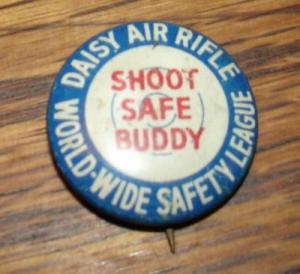 DAISY AIR RIFLE
SHOOT
SAFE
BUDDY
WORLD-WIDE SAFETY LEAGUE